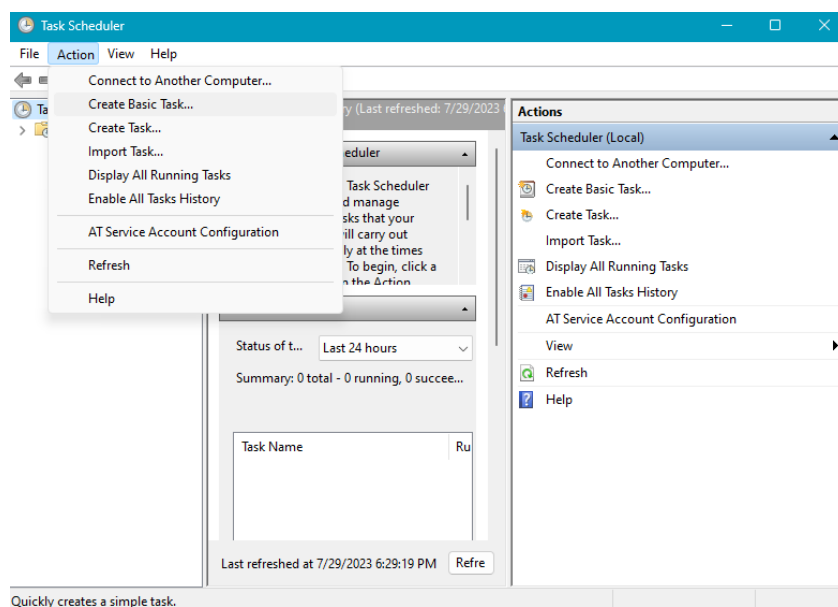 Task Scheduler
File Action View Help
Connect to Another Computer...
Create Basic Task...
Create Task...
Import Task...
Display All Running Tasks
Enable All Tasks History
AT Service Account Configuration
Refresh
Help
(Last refreshed: 7/29/2023
Task Scheduler
manage
that your
carry out
at the times
To begin, click a
the Action
Status of t... Last 24 hours
Summary: 0 total - 0 running, 0 succee...
Task Name Ru
Last refreshed at 7/29/2023 6:29:19 PM Refre
Actions
Task Scheduler (Local)
Connect to Another Computer...
Create Basic Task...
Create Task...
Import Task...
Display All Running Tasks
Enable All Tasks History
AT Service Account Configuration
View
Refresh
Help
Quickly creates a simple task.